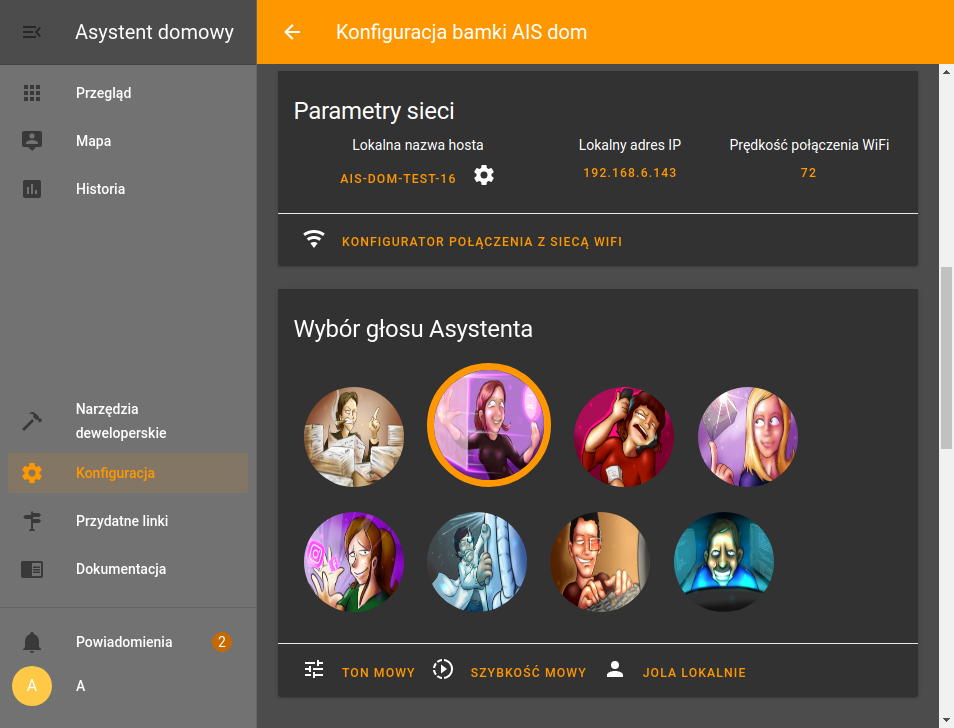 Asystent domowy
Przegląd
Mapa
Historia
Narzędzia
deweloperskie
Konfiguracja
Przydatne linki
Dokumentacja
Powiadomienia 2
A A
Konfiguracja bamki AIS dom
Parametry sieci
Lokalna nazwa hosta Lokalny adres IP Prędkość połączenia WiFi
AIS-DOM-TEST-16 192.168.6.143 72
KONFIGURATOR POŁĄCZENIA Z SIECĄ WIFI
Wybór głosu Asystenta
TON MOWY SZYBKOŚĆ MOWY JOLA LOKALNIE